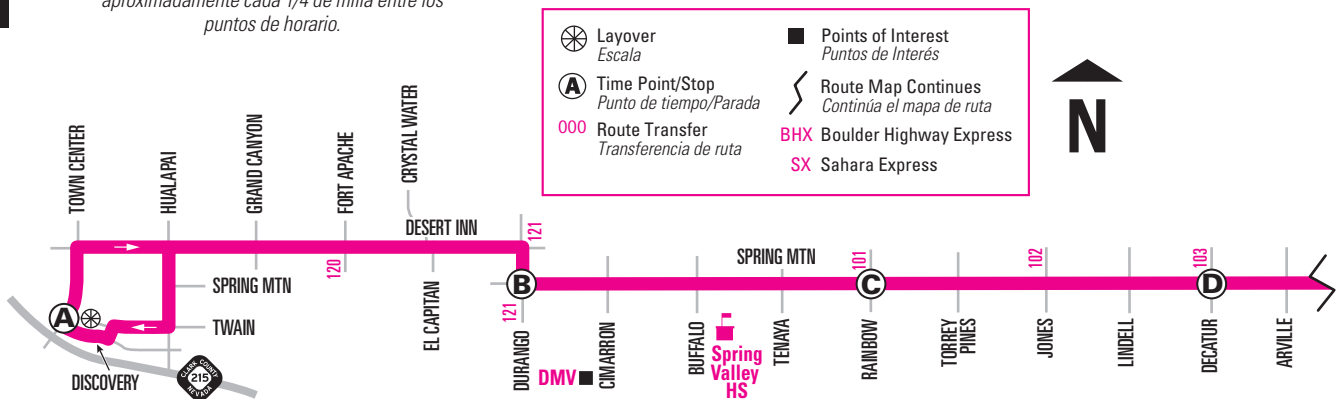 aproximadamente cada 1/4 de milla entre los
puntos de horario.
Layover
Escala
A Time Point/Stop
Punto de tiempo/Parada
000 Route Transfer
Transferencia de ruta
Points of Interest
Puntos de Interés
Route Map Continues
Continúa el mapa de ruta
BHX Boulder Highway Express
SX Sahara Express
N
TOWN CENTER
HUALAPAI
GRAND CANYON
FORT APACHE
CRYSTAL WATER
DESERT INN
121
120
SPRING MTN
TWAIN
A
DISCOVERY
CLARK COUNTY
215
NEVADA
EL CAPITAN
B
121
DURANGO
DMV
CIMARRON
BUFFALO
Spring
Valley
HS
TENAYA
SPRING MTN
101
C
RAINBOW
TORREY
PINES
102
JONES
LINDELL
103
D
DECATUR
ARVILLE